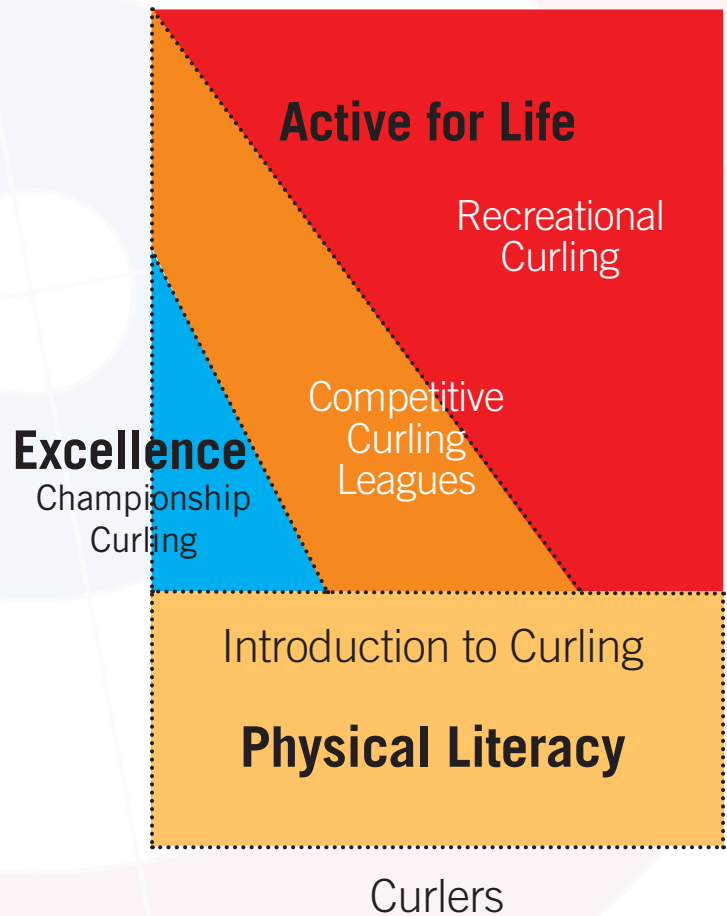 Active for Life
Recreational
Curling
Competitive
Curling
Leagues
Excellence
Championship
Curling
Introduction to Curling
Physical Literacy
Curlers